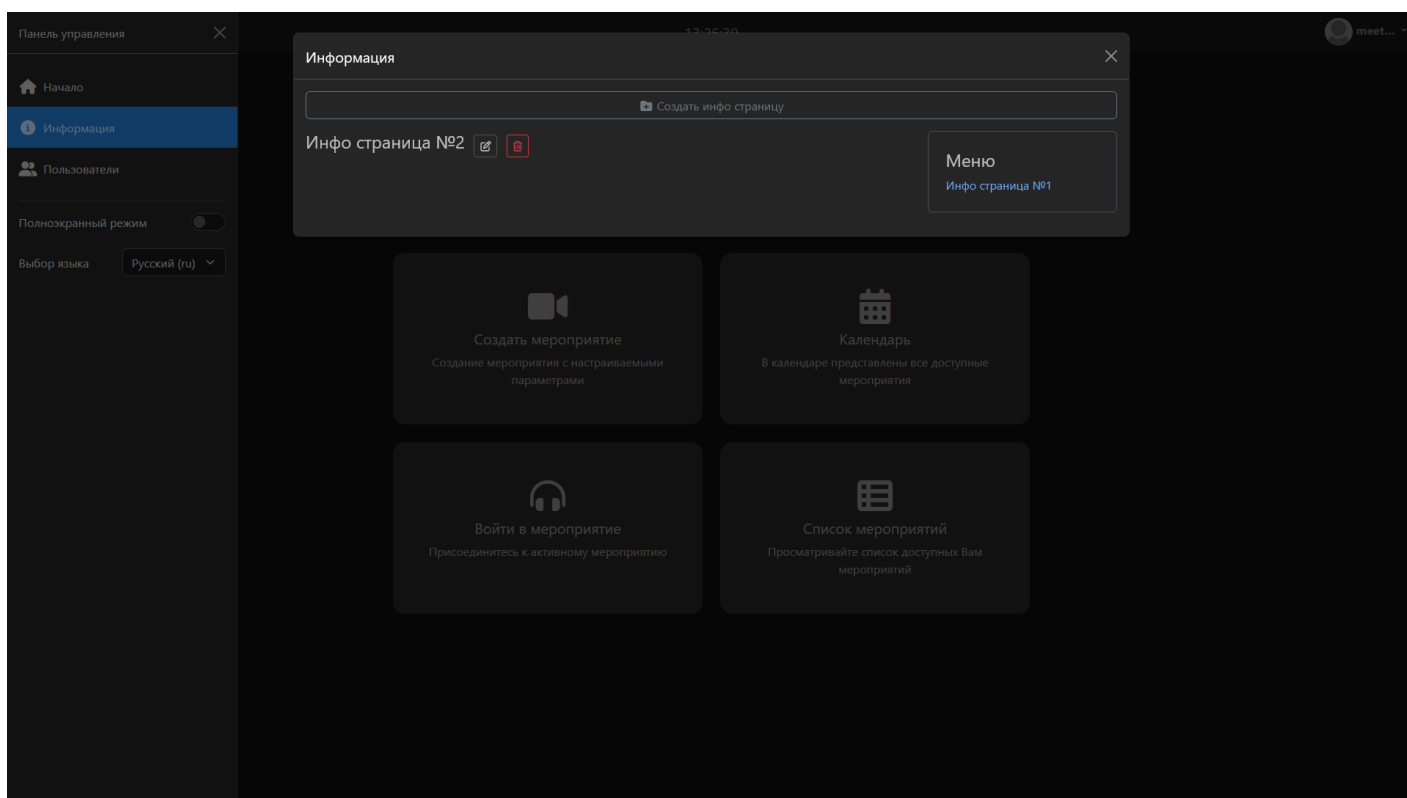 Панель управления
meet...
Информация
Начало
Создать инфо страницу
Информация
Инфо страница №2
Меню
Пользователи
Инфо страница №1
Полноэкранный режим
Выбор языка
Русский (ru)
Создать мероприятие
Создание мероприятия с настраиваемыми
параметрами
Календарь
В календаре представлены все доступные
мероприятия
Войти в мероприятие
Присоединитесь к активному мероприятию
Список мероприятий
Просматривайте список доступных Вам
мероприятий